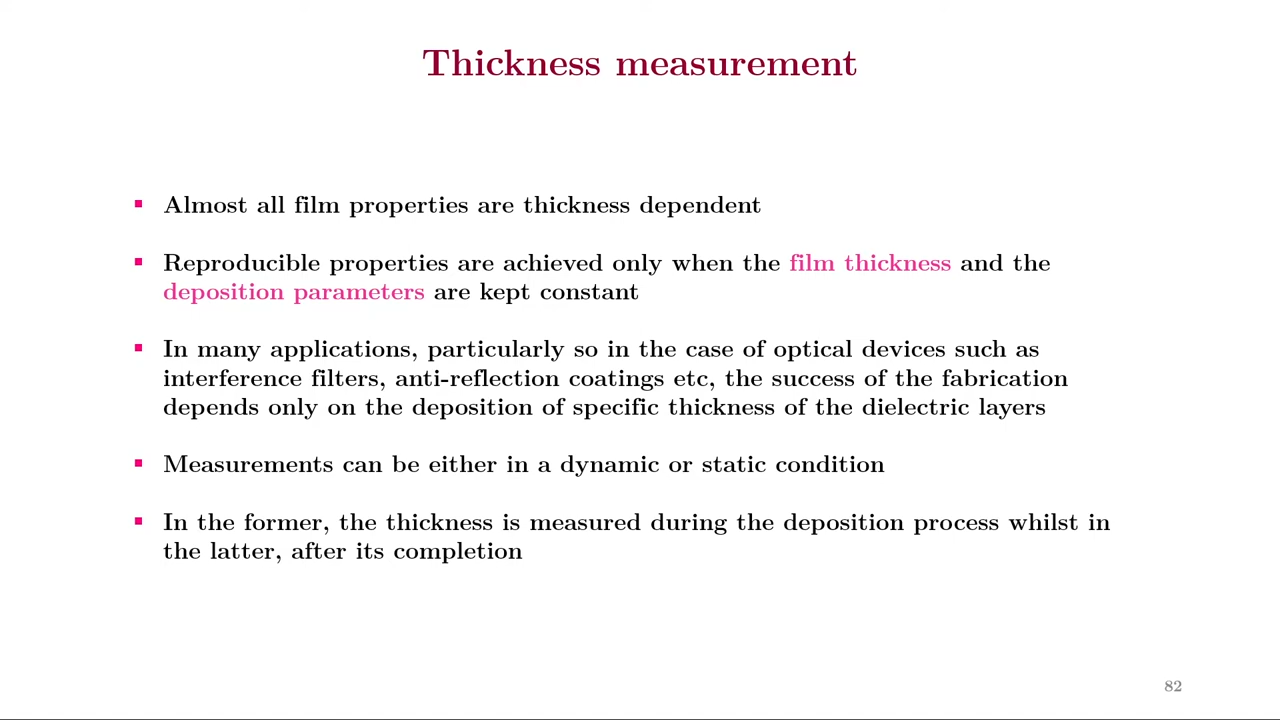 Thickness measurement
▪ Almost all film properties are thickness dependent
▪ Reproducible properties are achieved only when the film thickness and the
deposition parameters are kept constant
▪ In many applications, particularly so in the case of optical devices such as
interference filters, anti-reflection coatings etc, the success of the fabrication
depends only on the deposition of specific thickness of the dielectric layers
▪ Measurements can be either in a dynamic or static condition
▪ In the former, the thickness is measured during the deposition process whilst in
the latter, after its completion
82